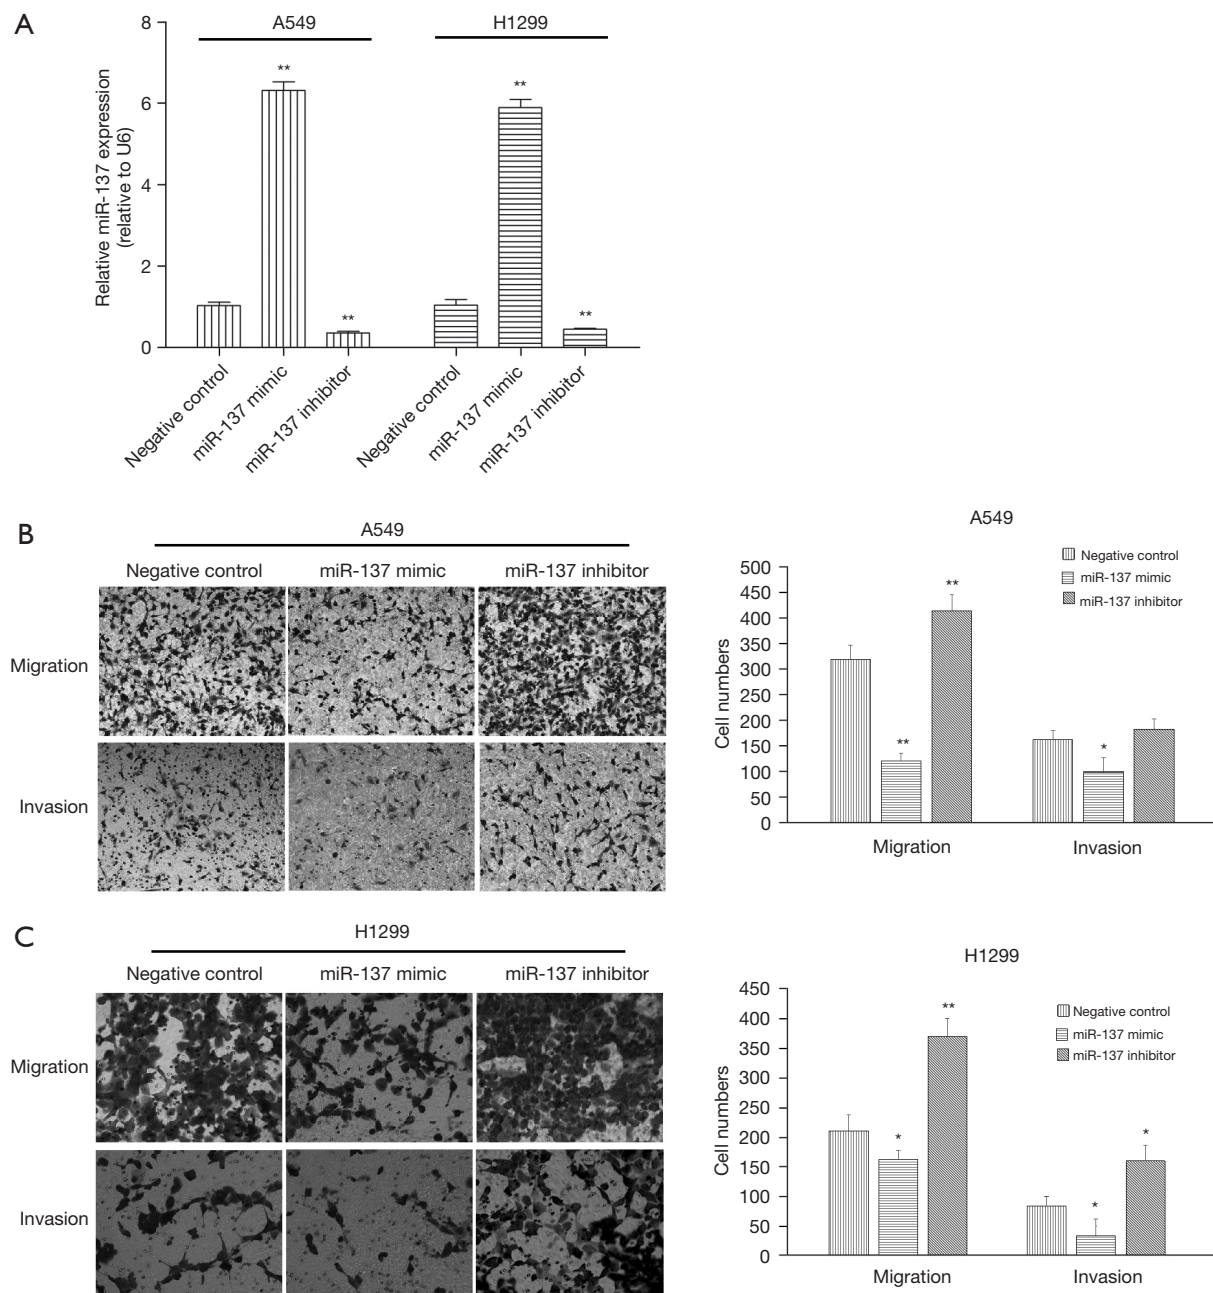 A
A549
H1299
Relative miR-137 expression
(relative to U6)
8
6
4
2
0
**
**
**
**
Negative control
miR-137 mimic
miR-137 inhibitor
Negative control
miR-137 mimic
miR-137 inhibitor
B
A549
Negative control
miR-137 mimic
miR-137 inhibitor
Migration
Invasion
A549
Negative control
miR-137 mimic
miR-137 inhibitor
Cell numbers
500
450
400
350
300
250
200
150
100
50
0
**
**
*
Migration
Invasion
C
H1299
Negative control
miR-137 mimic
miR-137 inhibitor
Migration
Invasion
H1299
Negative control
miR-137 mimic
miR-137 inhibitor
Cell numbers
450
400
350
300
250
200
150
100
50
0
*
**
*
*
Migration
Invasion